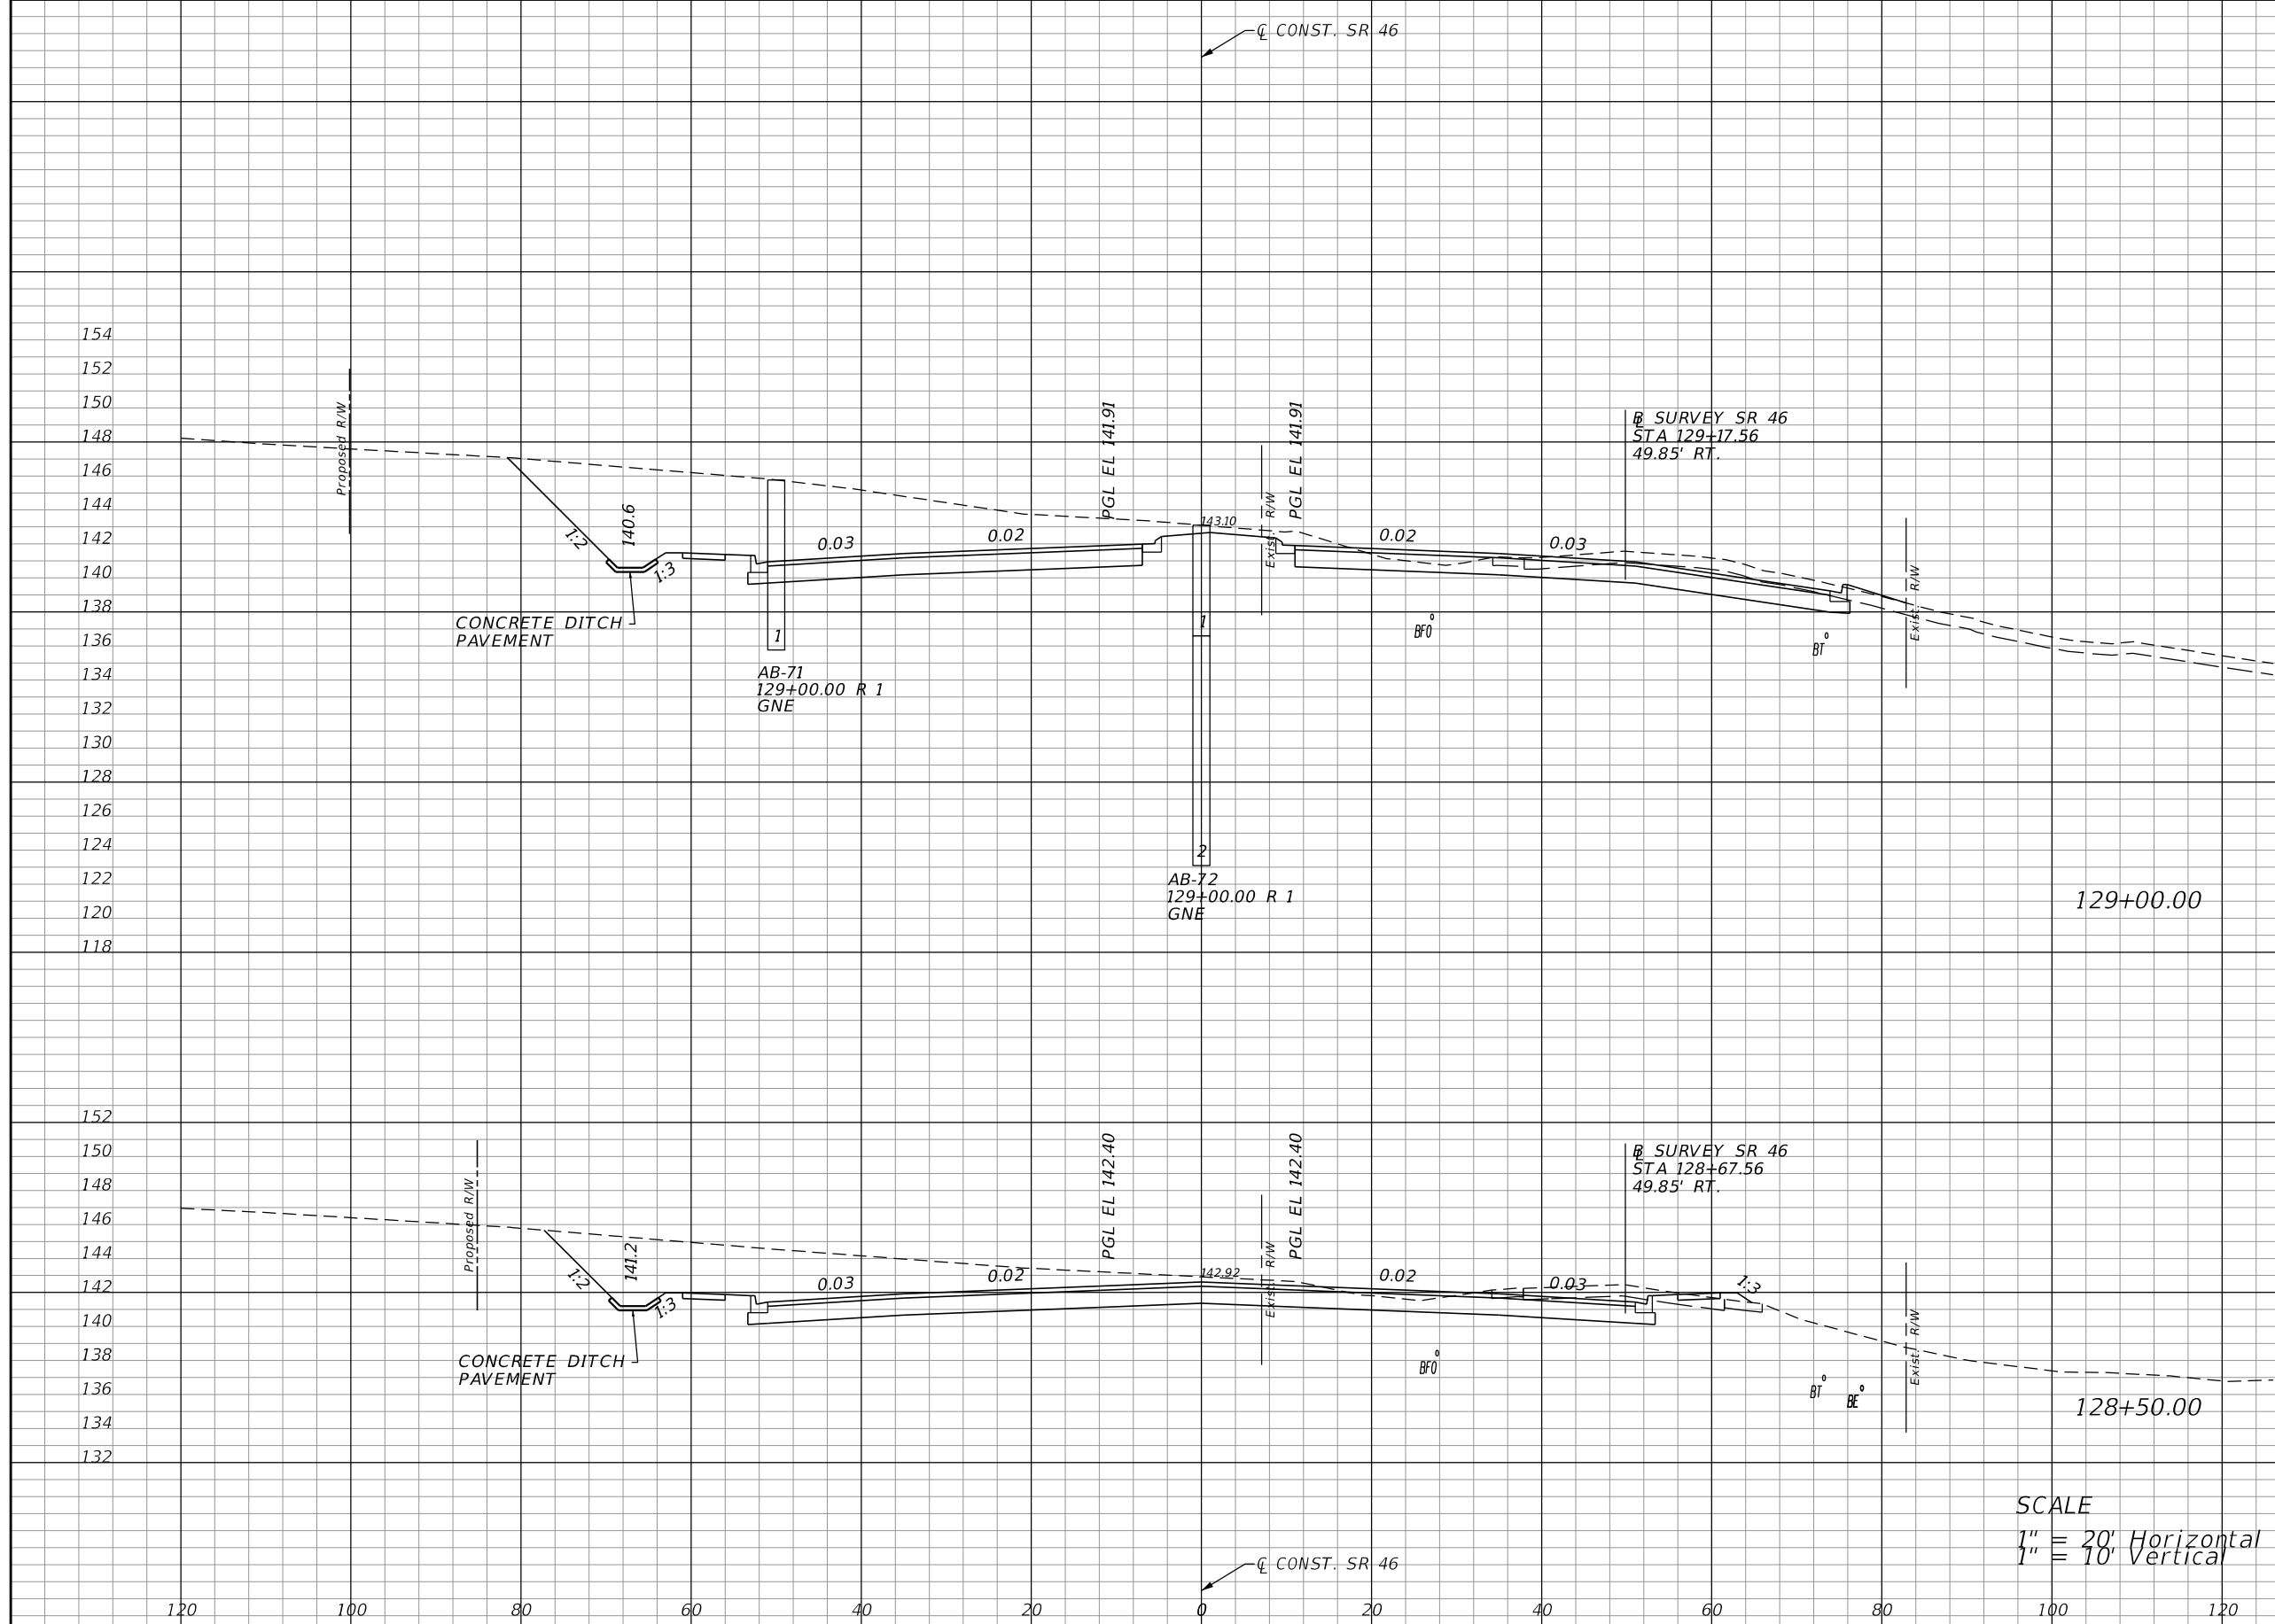 ℄ CONST. SR 46
154
152
150
148
146
144
142
140
138
136
134
132
130
128
126
124
122
120
118
Proposed R/W
1:2
140.6
1:3
CONCRETE DITCH
PAVEMENT
0.03
0.02
PGL EL 141.91
143.10
Exist. R/W
PGL EL 141.91
0.02
0.03
BL SURVEY SR 46
STA 129+17.56
49.85' RT.
1
AB-71
129+00.00 R 1
GNE
1
2
AB-72
129+00.00 R 1
GNE
BFO
BT
Exist. R/W
129+00.00
152
150
148
146
144
142
140
138
136
134
132
Proposed R/W
1:2
141.2
1:3
CONCRETE DITCH
PAVEMENT
0.03
0.02
PGL EL 142.40
142.92
Exist. R/W
PGL EL 142.40
0.02
0.03
BL SURVEY SR 46
STA 128+67.56
49.85' RT.
1:3
BFO
BT
BE
Exist. R/W
128+50.00
SCALE
1" = 20' Horizontal
1" = 10' Vertical
℄ CONST. SR 46
120 100 80 60 40 20 0 20 40 60 80 100 120